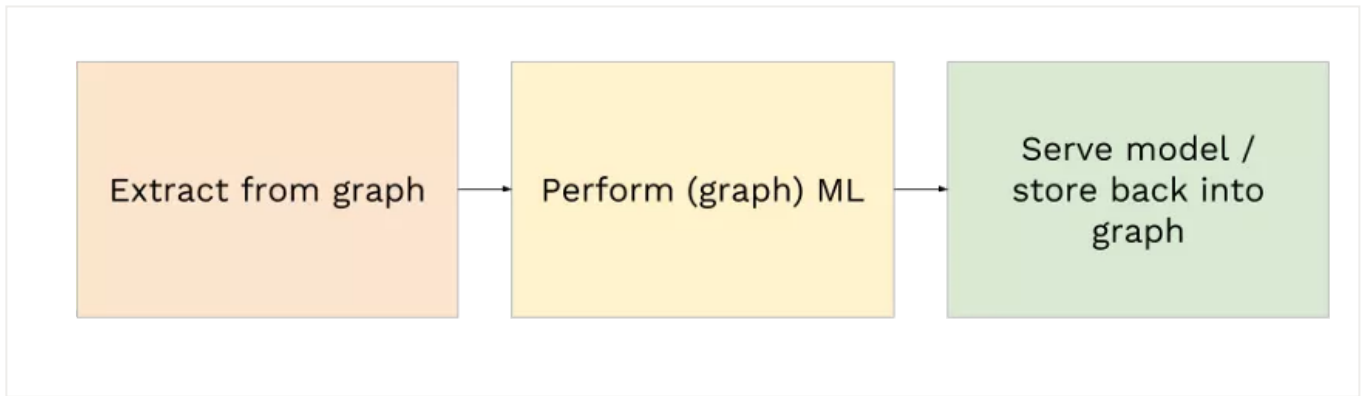 Extract from graph
Perform (graph) ML
Serve model /
store back into
graph